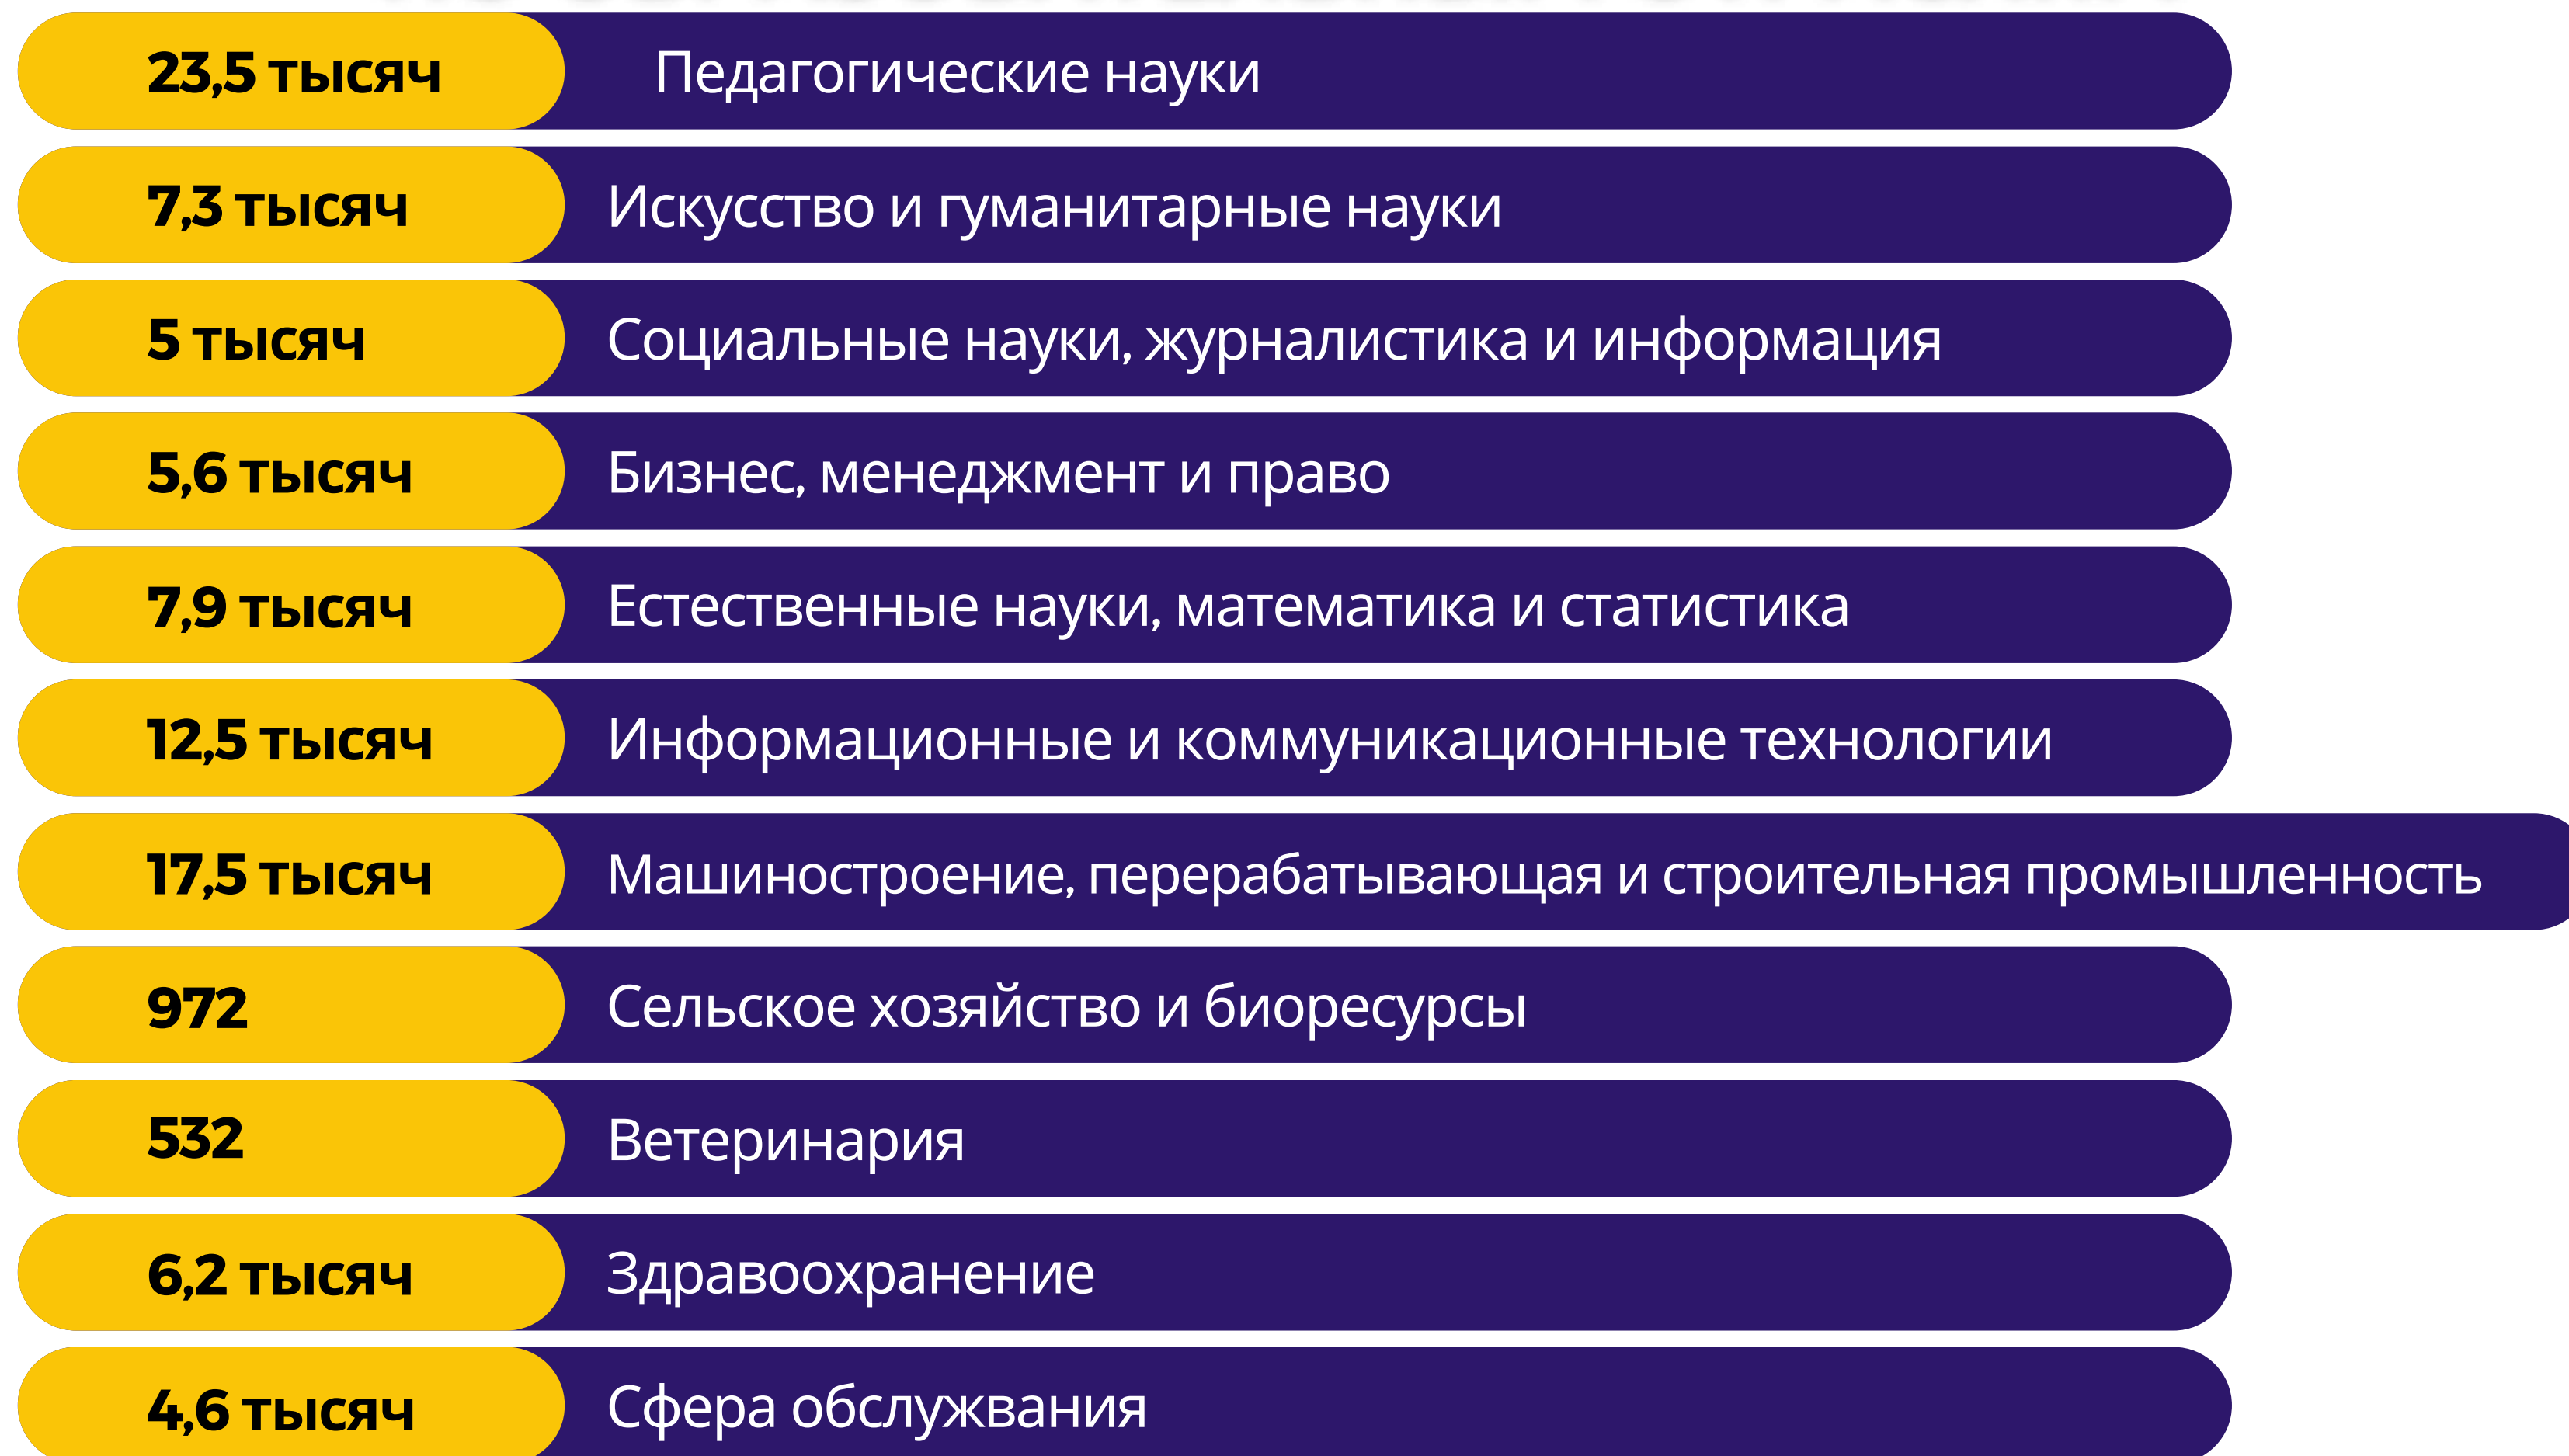 23,5 тысяч Педагогические науки
7,3 тысяч Искусство и гуманитарные науки
5 тысяч Социальные науки, журналистика и информация
5,6 тысяч Бизнес, менеджмент и право
7,9 тысяч Естественные науки, математика и статистика
12,5 тысяч Информационные и коммуникационные технологии
17,5 тысяч Машиностроение, перерабатывающая и строительная промышленность
972 Сельское хозяйство и биоресурсы
532 Ветеринария
6,2 тысяч Здравоохранение
4,6 тысяч Сфера обслужвания